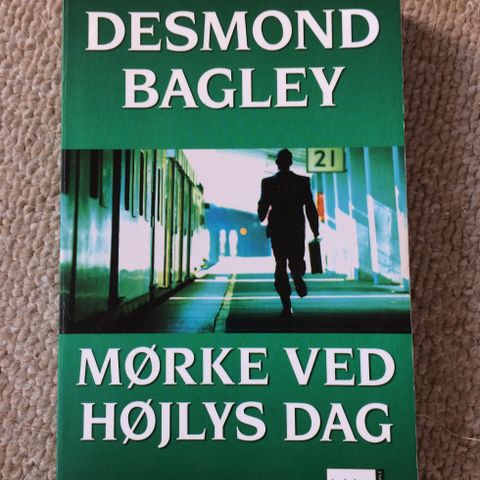 DESMOND
BAGLEY
21
MØRKE VED
HØJLYS DAG